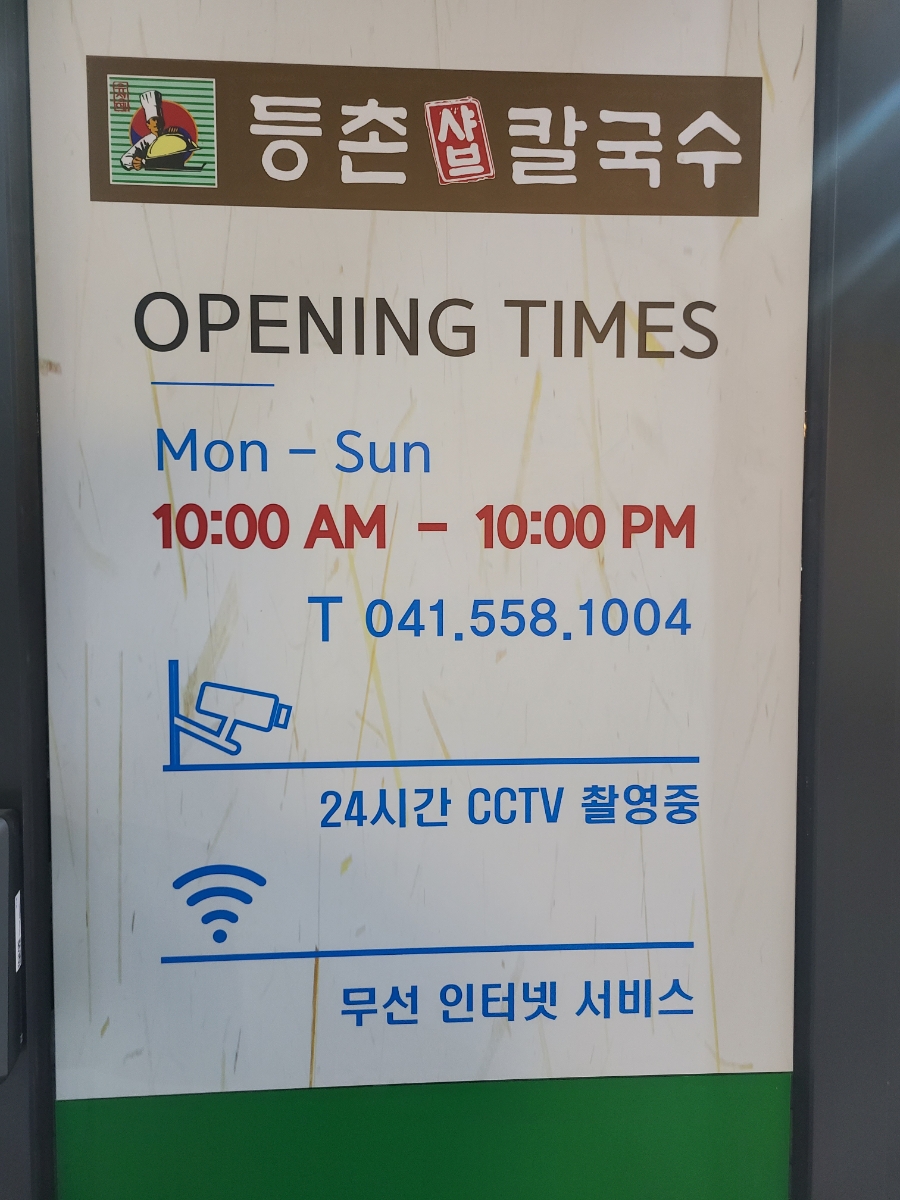 등촌 샤브 칼국수
OPENING TIMES
Mon - Sun
10:00 AM - 10:00 PM
T 041.558.1004
24시간 CCTV 촬영중
무선 인터넷 서비스